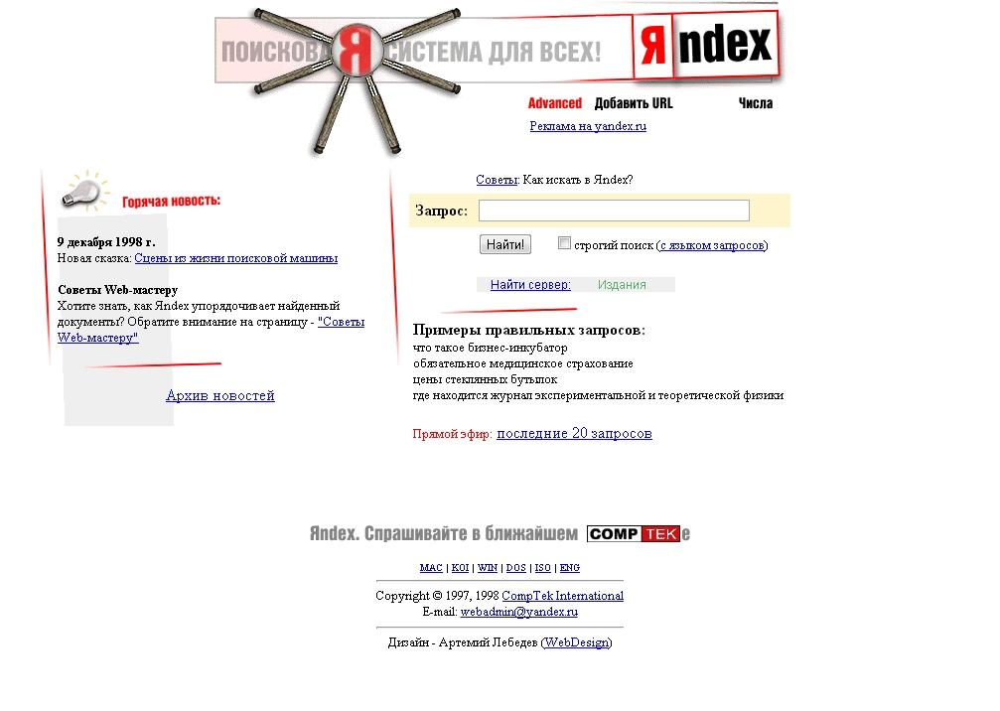 ПОИСКОВАЯ СИСТЕМА ДЛЯ ВСЕХ!
Яndex
Advanced Добавить URL Числа
Реклама на yandex.ru
Горячая новость:
9 декабря 1998 г.
Новая сказка: Сцены из жизни поисковой машины
Советы Web-мастеру
Хотите знать, как Яndex упорядочивает найденный
документы? Обратите внимание на страницу - "Советы
Web-мастеру"
Архив новостей
Советы: Как искать в Яndex?
Запрос:
Найти! строгий поиск (с языком запросов)
Найти сервер: Издания
Примеры правильных запросов:
что такое бизнес-инкубатор
обязательное медицинское страхование
цены стеклянных бутылок
где находится журнал экспериментальной и теоретической физики
Прямой эфир: последние 20 запросов
Яndex. Спрашивайте в ближайшем COMPTEKе
MAC | KOI | WIN | DOS | ISO | ENG
Copyright © 1997, 1998 CompTek International
E-mail: webadmin@yandex.ru
Дизайн - Артемий Лебедев (WebDesign)